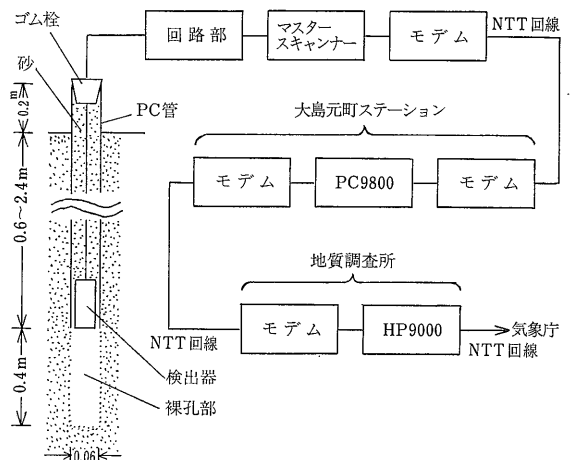 ゴム栓
砂
PC管
0.2m
0.6~2.4m
0.4m
0.06
検出器
裸孔部
回路部
マスター
スキャンナー
モデム
NTT回線
大島元町ステーション
モデム
PC9800
モデム
地質調査所
NTT回線
モデム
HP9000
気象庁
NTT回線